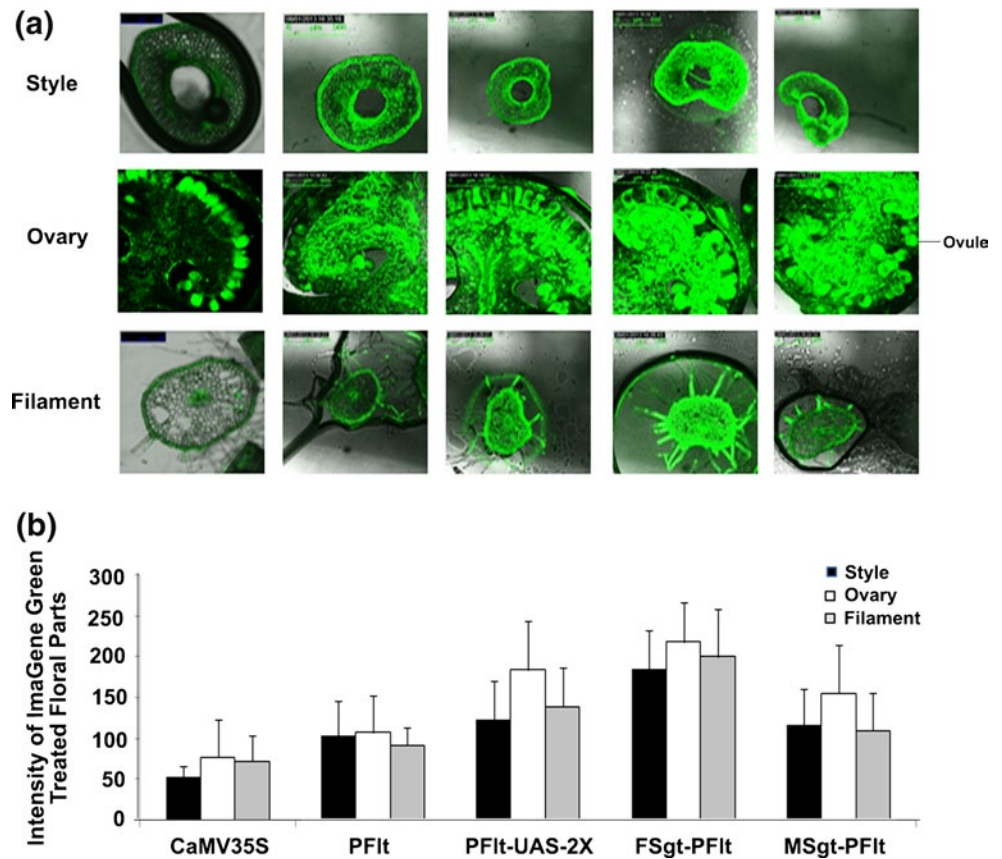 (a)
Style
Ovary
Ovule
Filament
(b)
Intensity of ImaGene Green
Treated Floral Parts
300
250
200
150
100
50
0
Style
Ovary
Filament
CaMV35S
PFlt
PFlt-UAS-2X
FSgt-PFlt
MSgt-PFlt